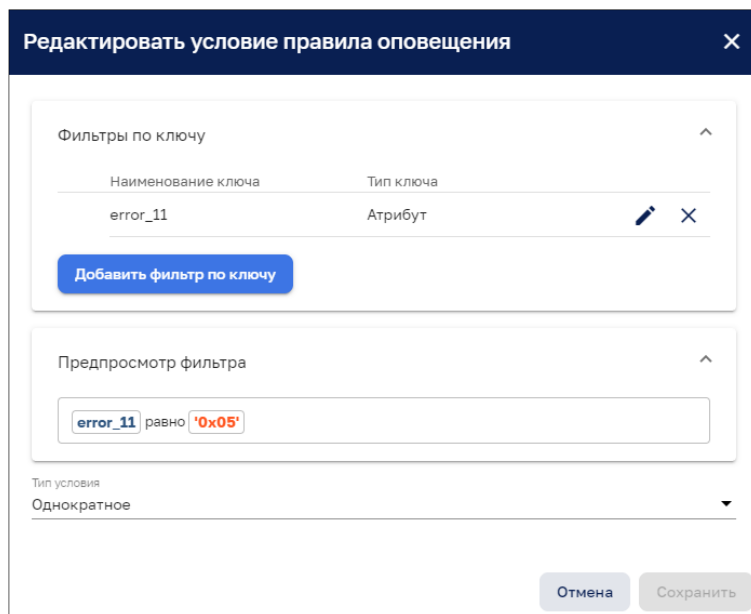 Редактировать условие правила оповещения
Фильтры по ключу
Наименование ключа Тип ключа
error_11 Атрибут
Добавить фильтр по ключу
Предпросмотр фильтра
error_11 равно '0x05'
Тип условия
Однократное
Отмена Сохранить